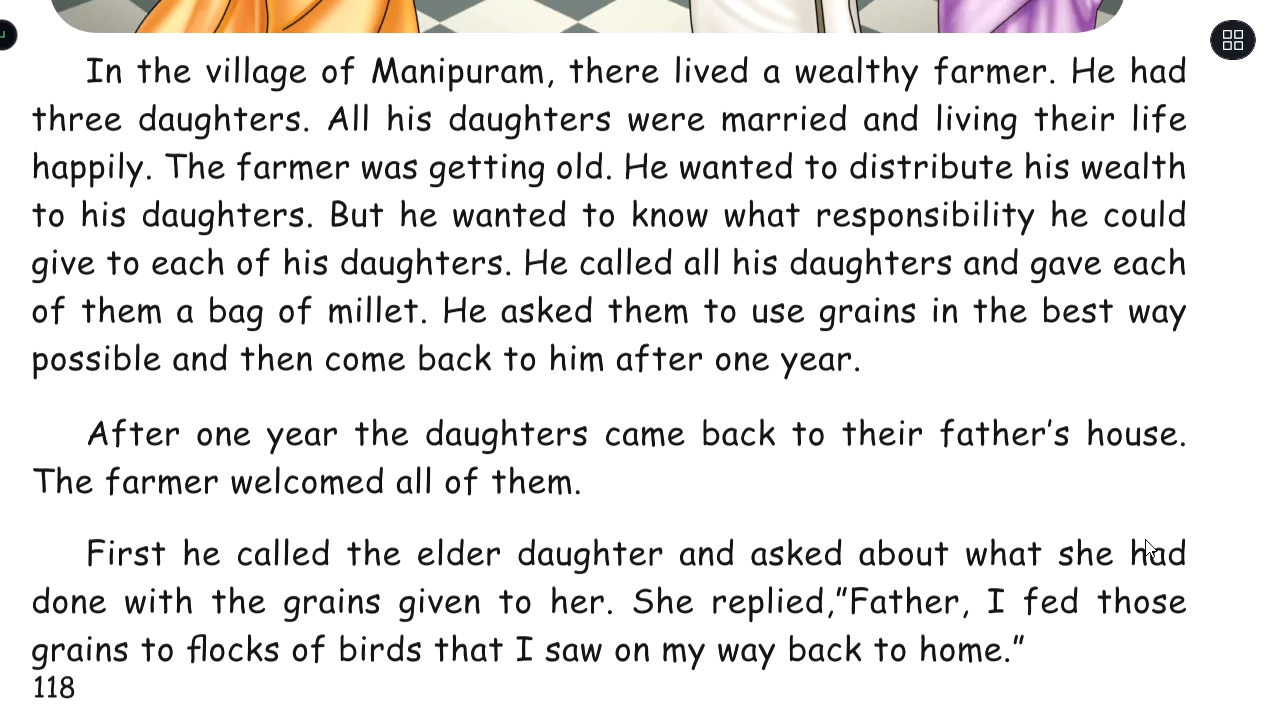 In the village of Manipuram, there lived a wealthy farmer. He had
three daughters. All his daughters were married and living their life
happily. The farmer was getting old. He wanted to distribute his wealth
to his daughters. But he wanted to know what responsibility he could
give to each of his daughters. He called all his daughters and gave each
of them a bag of millet. He asked them to use grains in the best way
possible and then come back to him after one year.
After one year the daughters came back to their father's house.
The farmer welcomed all of them.
First he called the elder daughter and asked about what she had
done with the grains given to her. She replied,"Father, I fed those
grains to flocks of birds that I saw on my way back to home."
118